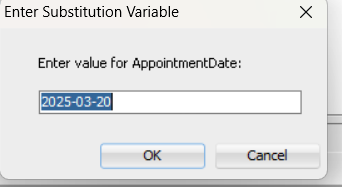 Enter Substitution Variable
Enter value for AppointmentDate:
2025-03-20
OK
Cancel